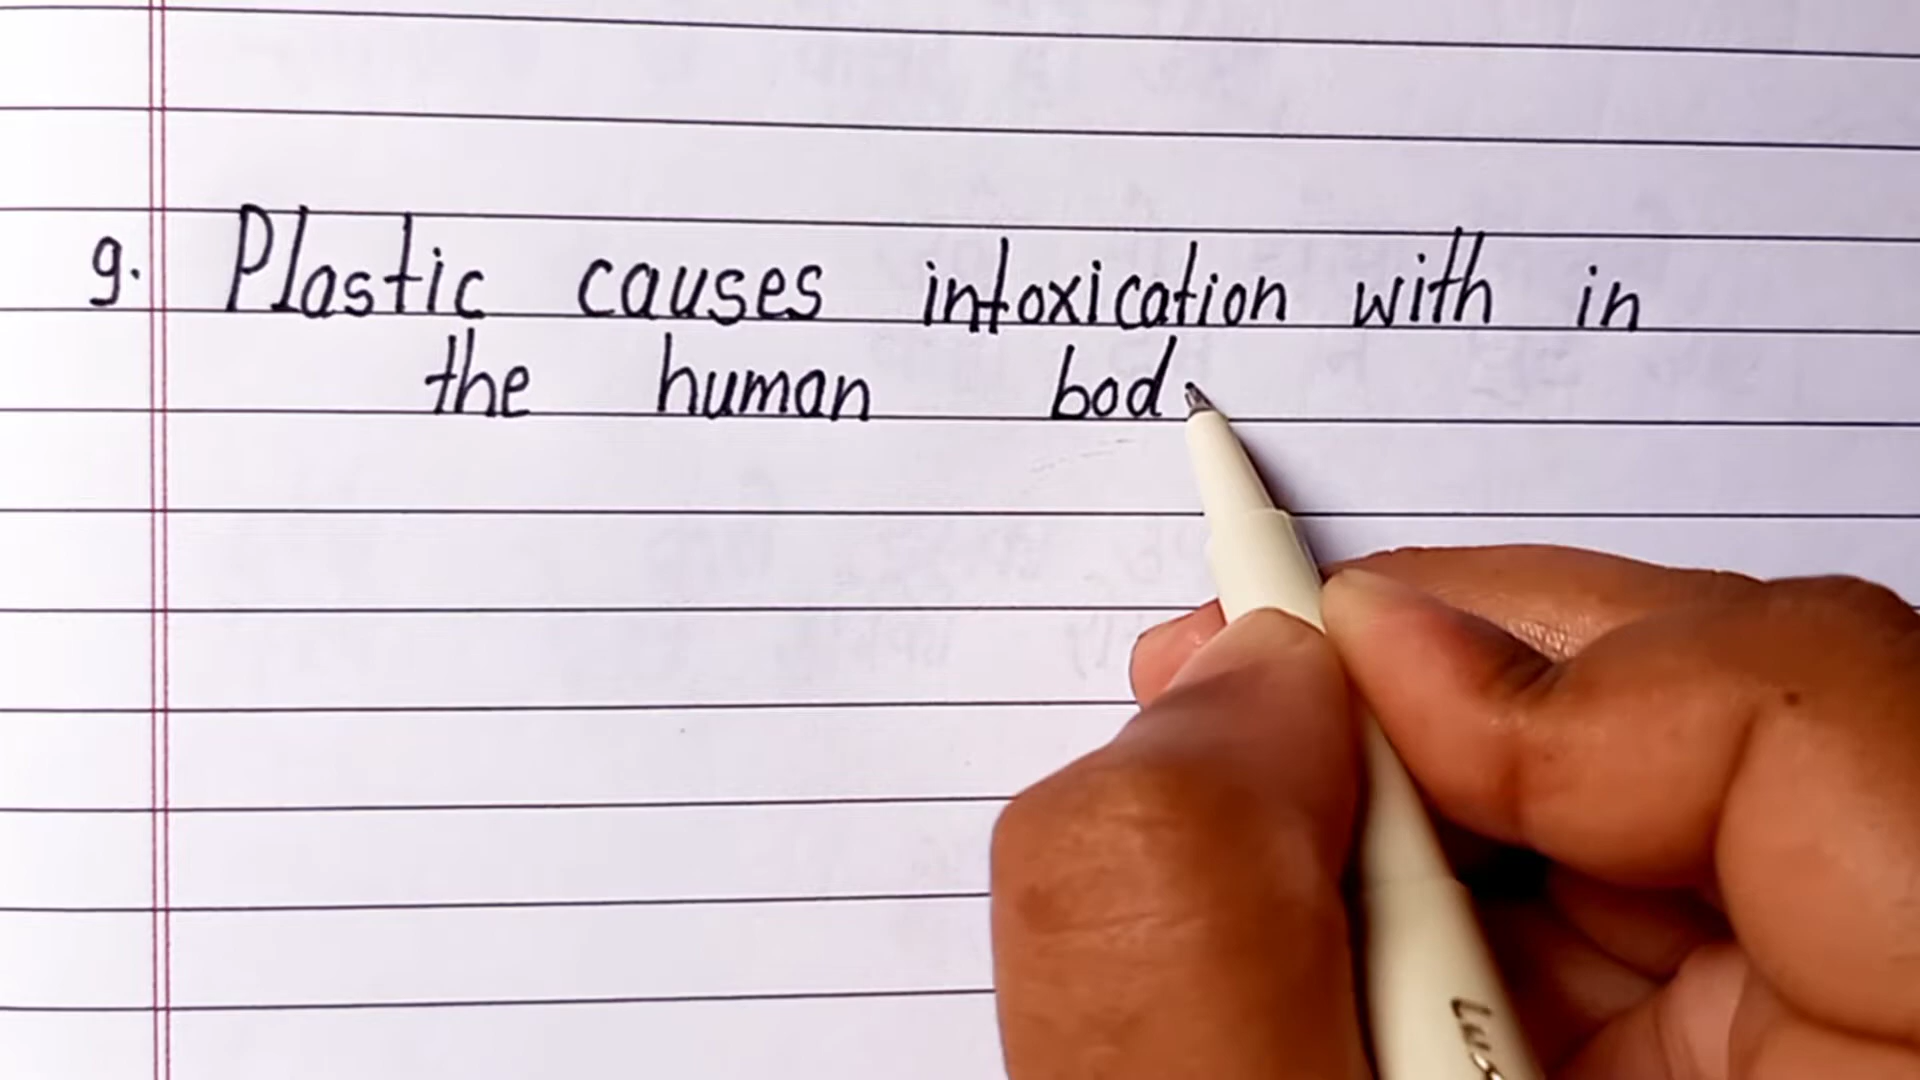 9. Plastic causes intoxication with in
the human bod